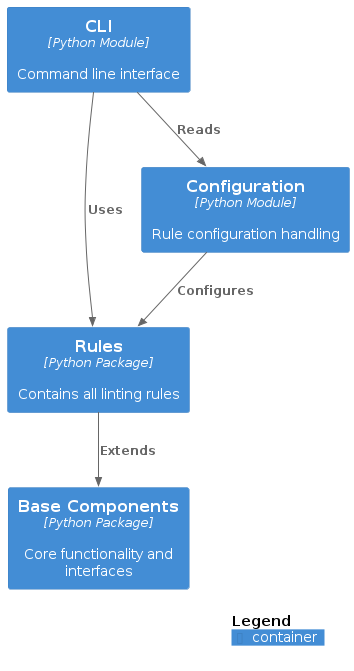 CLI
[Python Module]
Command line interface
Reads
Configuration
[Python Module]
Rule configuration handling
Uses
Configures
Rules
[Python Package]
Contains all linting rules
Extends
Base Components
[Python Package]
Core functionality and
interfaces
Legend
container